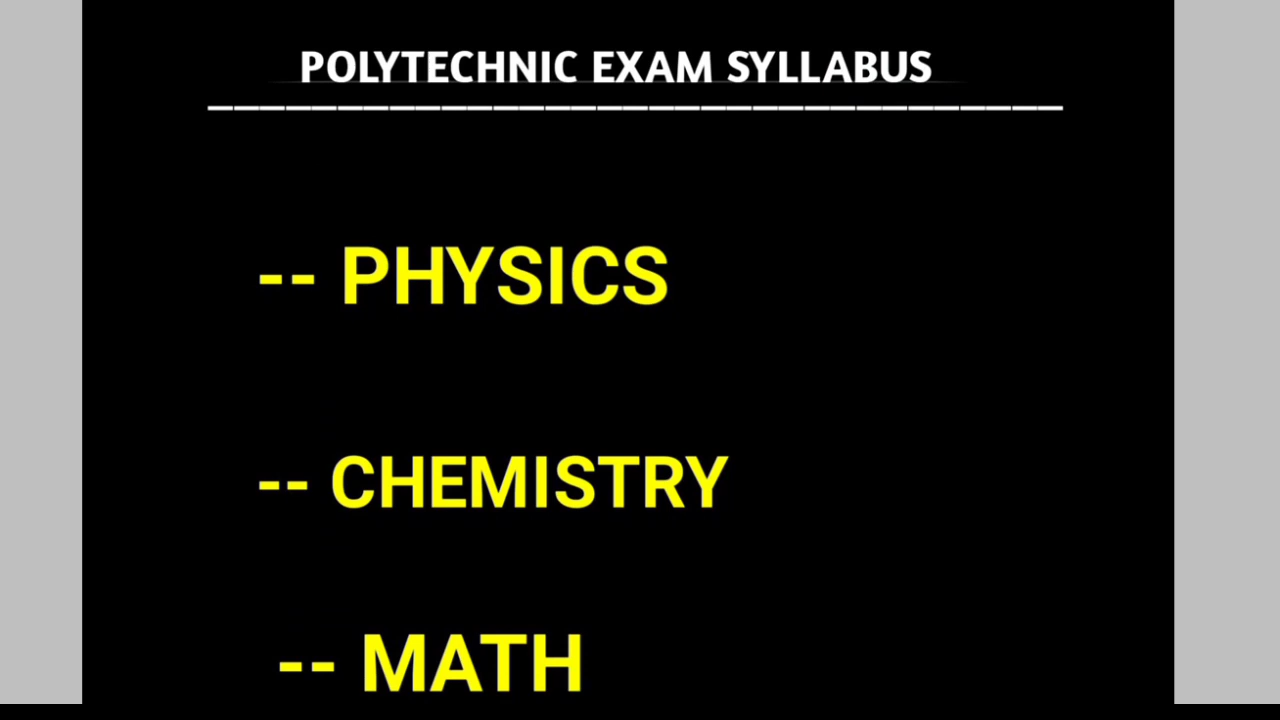 POLYTECHNIC EXAM SYLLABUS
-- PHYSICS
-- CHEMISTRY
-- MATH